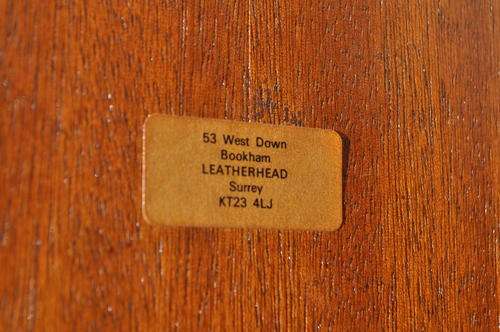 53 West Down
Bookham
LEATHERHEAD
Surrey
KT23 4LJ